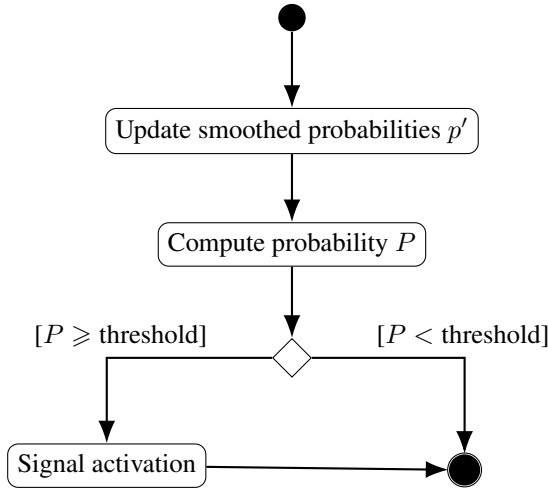 Update smoothed probabilities p′
Compute probability P
[P ⩾ threshold]
[P < threshold]
Signal activation